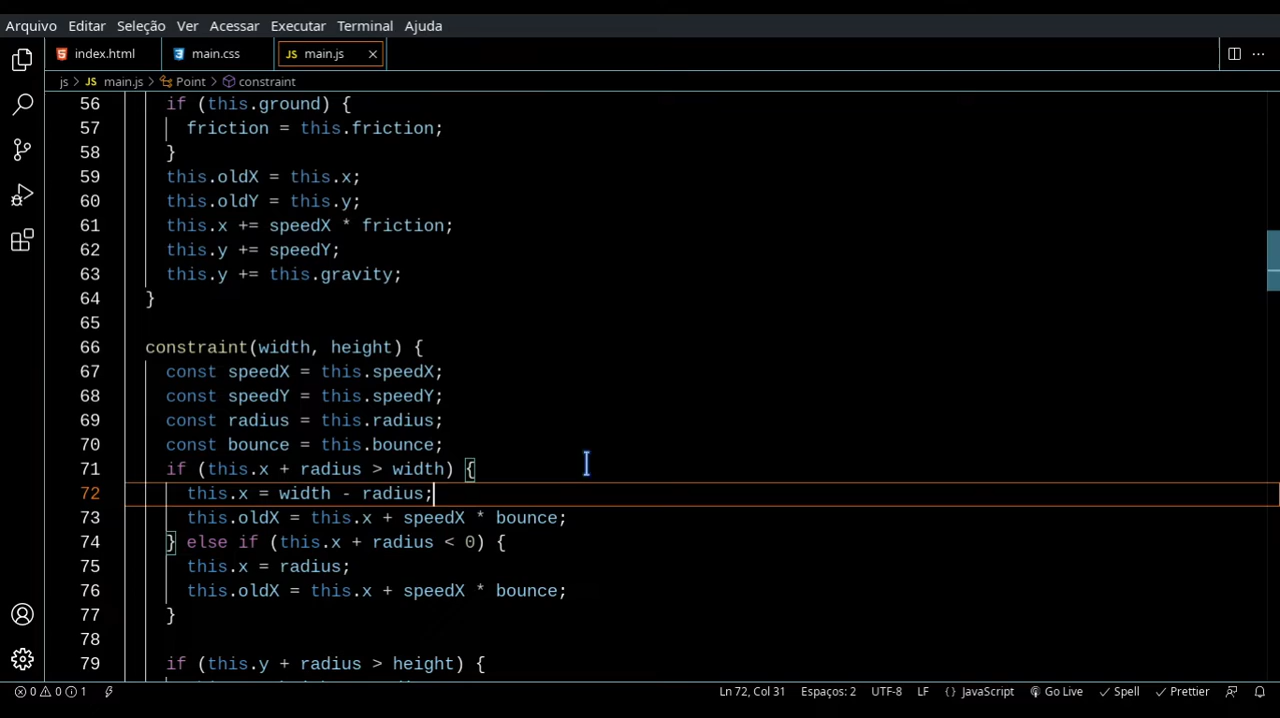 Arquivo Editar Seleção Ver Acessar Executar Terminal Ajuda
index.html main.css JS main.js
js > JS main.js > Point > constraint
56 if (this.ground) {
57 friction = this.friction;
58 }
59 this.oldX = this.x;
60 this.oldY = this.y;
61 this.x += speedX * friction;
62 this.y += speedY;
63 this.y += this.gravity;
64 }
65
66 constraint(width, height) {
67 const speedX = this.speedX;
68 const speedY = this.speedY;
69 const radius = this.radius;
70 const bounce = this.bounce;
71 if (this.x + radius > width) {
72 this.x = width - radius;
73 this.oldX = this.x + speedX * bounce;
74 } else if (this.x + radius < 0) {
75 this.x = radius;
76 this.oldX = this.x + speedX * bounce;
77 }
78
79 if (this.y + radius > height) {
0 0 1 Ln 72, Col 31 Espaços: 2 UTF-8 LF {} JavaScript Go Live Spell Prettier